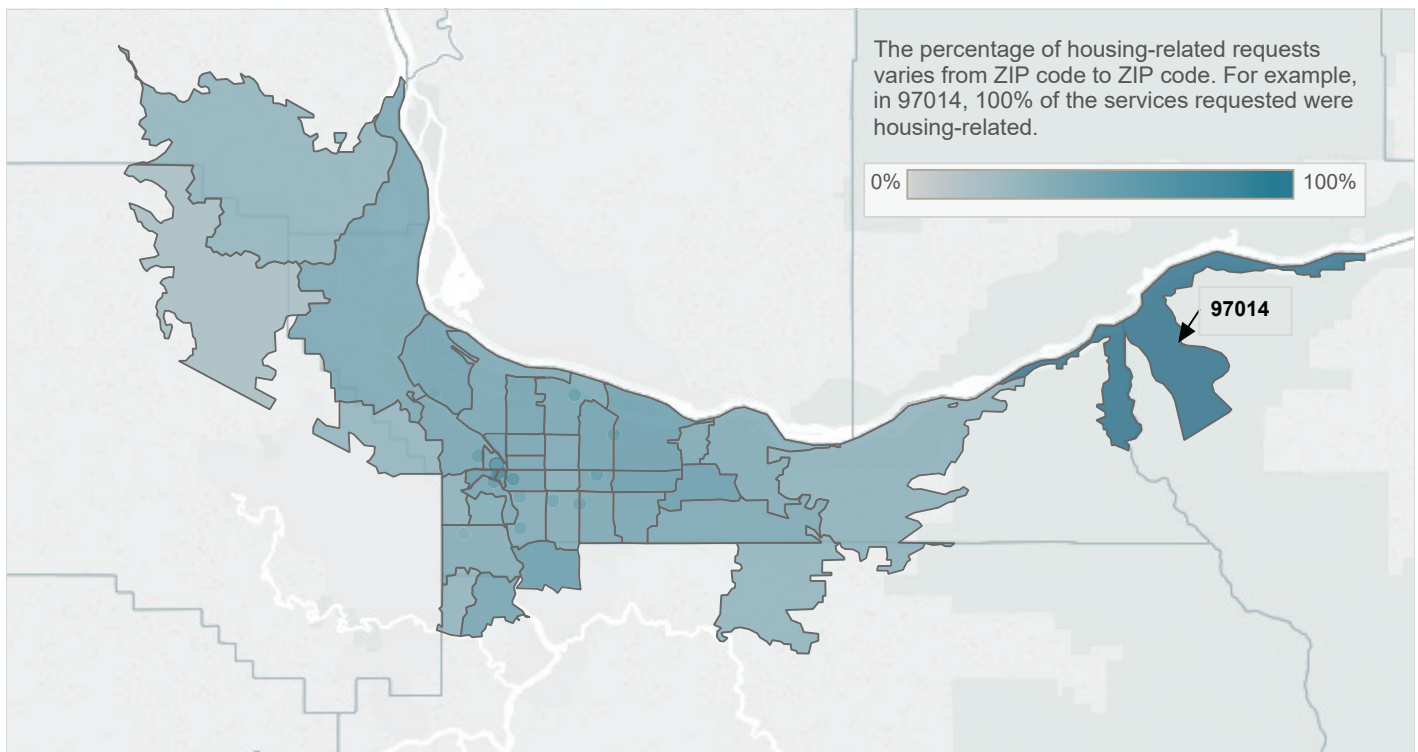 The percentage of housing-related requests
varies from ZIP code to ZIP code. For example,
in 97014, 100% of the services requested were
housing-related.
0% 100%
97014